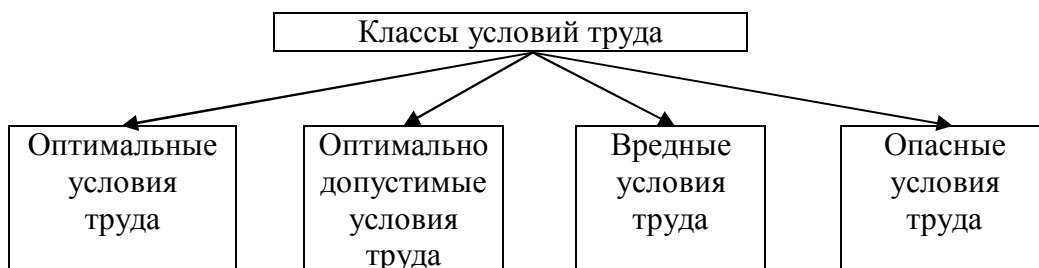 Классы условий труда
Оптимальные
условия
труда
Оптимально
допустимые
условия
труда
Вредные
условия
труда
Опасные
условия
труда